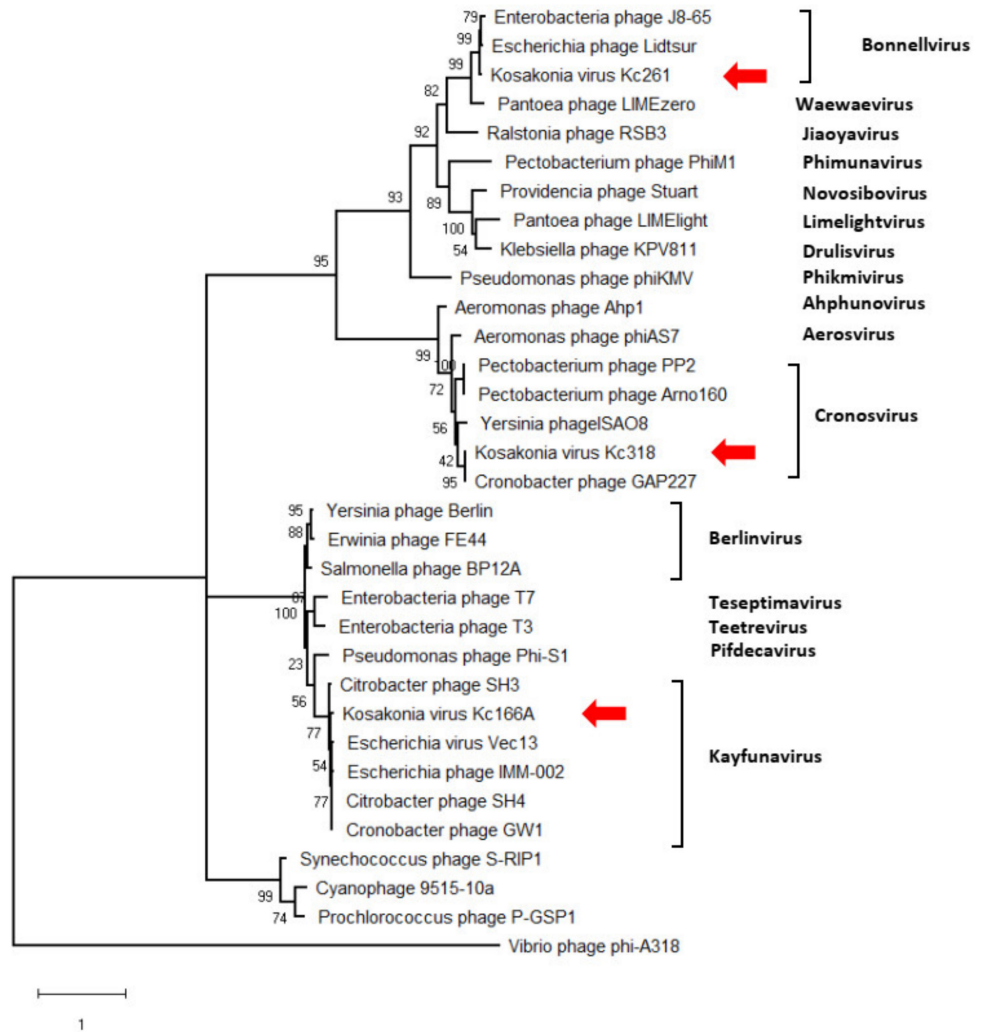 79 Enterobacteria phage J8-65
99 Escherichia phage Lidtsur Bonnellvirus
99 Kosakonia virus Kc261
82 Pantoea phage LIMEzero Waewaevirus
92 Ralstonia phage RSB3 Jiaoyavirus
Pectobacterium phage PhiM1 Phimunavirus
93 89 Providencia phage Stuart Novosibovirus
100 Pantoea phage LIMElight Limelightvirus
54 Klebsiella phage KPV811 Drulisvirus
95 Pseudomonas phage phiKMV Phikmivirus
Aeromonas phage Ahp1 Ahphunovirus
Aeromonas phage phiAS7 Aerosvirus
99 100 Pectobacterium phage PP2
72 Pectobacterium phage Arno160 Cronosvirus
56 Yersinia phageISAO8
42 Kosakonia virus Kc318
95 Cronobacter phage GAP227
95 Yersinia phage Berlin
88 Erwinia phage FE44 Berlinvirus
Salmonella phage BP12A
Enterobacteria phage T7 Teseptimavirus
100 Enterobacteria phage T3 Teetrevirus
23 Pseudomonas phage Phi-S1 Pifdecavirus
56 Citrobacter phage SH3
77 Kosakonia virus Kc166A
Escherichia virus Vec13 Kayfunavirus
54 Escherichia phage IMM-002
77 Citrobacter phage SH4
Cronobacter phage GW1
Synechococcus phage S-RIP1
99 Cyanophage 9515-10a
74 Prochlorococcus phage P-GSP1
Vibrio phage phi-A318
1